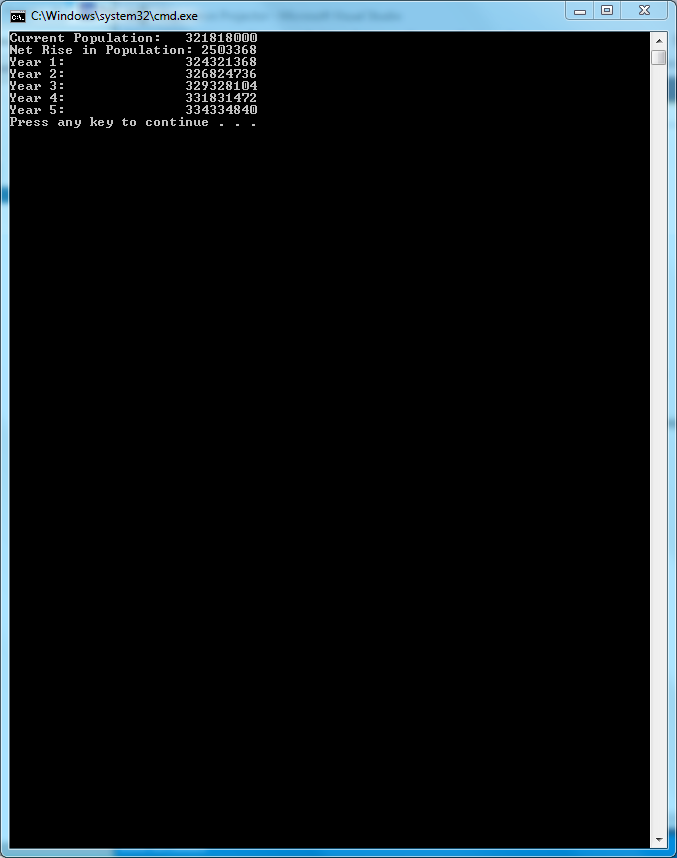 C:\Windows\system32\cmd.exe
Current Population:   321818000
Net Rise in Population: 2503368
Year 1:               324321368
Year 2:               326824736
Year 3:               329328104
Year 4:               331831472
Year 5:               334334840
Press any key to continue . . .